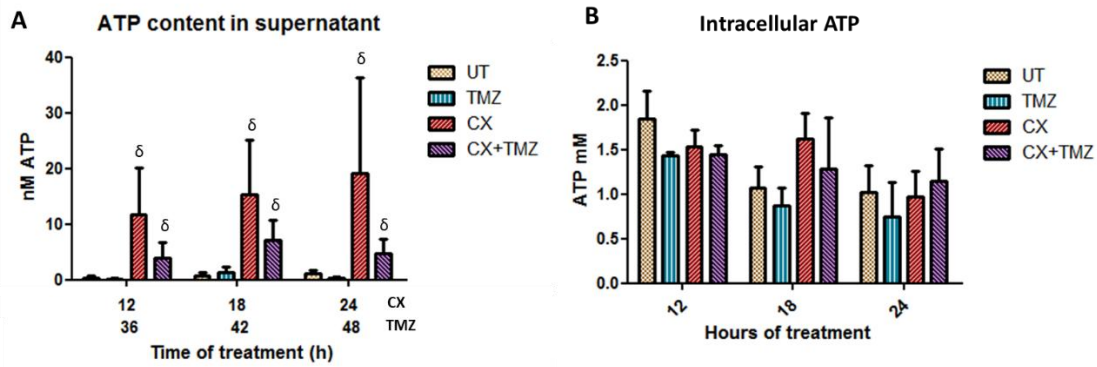 A
ATP content in supernatant
nM ATP
40
30
20
10
0
δ
δ
δ
δ
δ
δ
UT
TMZ
CX
CX+TMZ
12 18 24 CX
36 42 48 TMZ
Time of treatment (h)
B
Intracellular ATP
ATP mM
2.5
2.0
1.5
1.0
0.5
0.0
UT
TMZ
CX
CX+TMZ
12 18 24
Hours of treatment